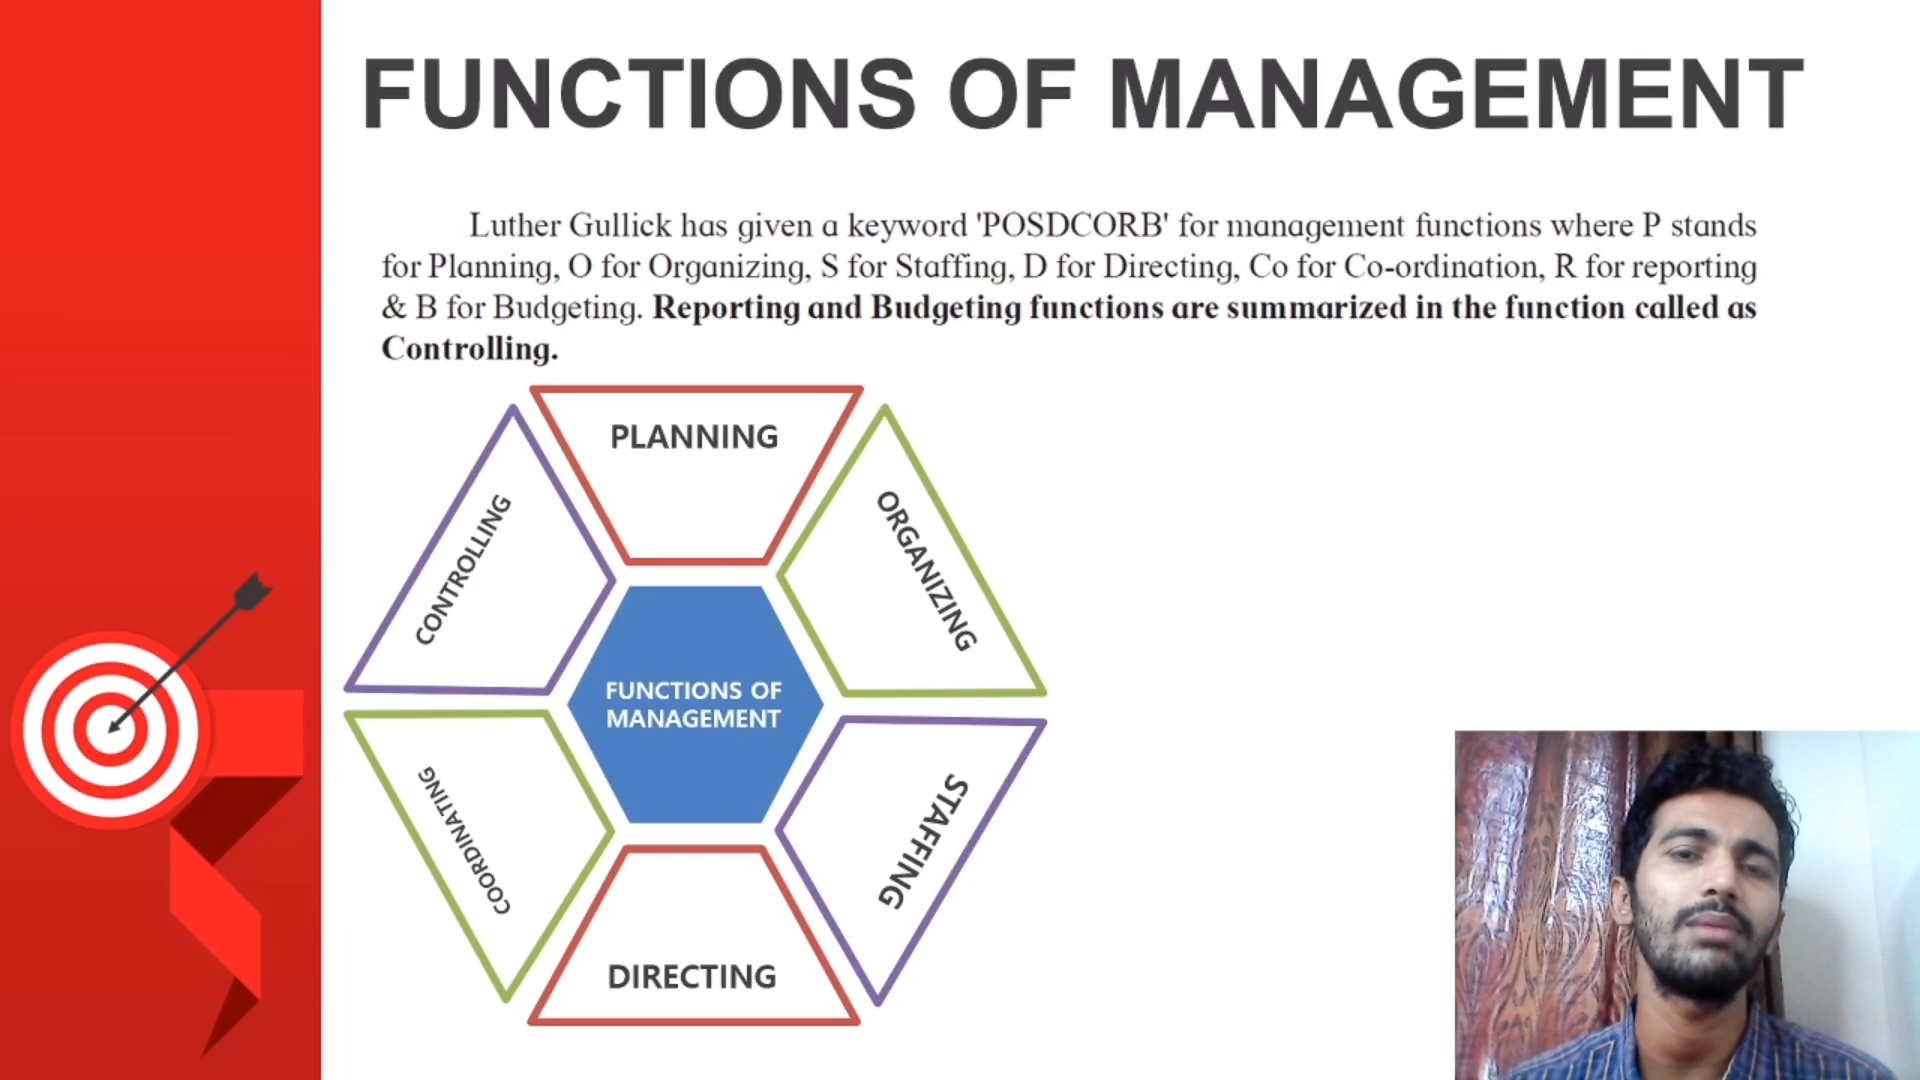 FUNCTIONS OF MANAGEMENT
Luther Gullick has given a keyword 'POSDCORB' for management functions where P stands
for Planning, O for Organizing, S for Staffing, D for Directing, Co for Co-ordination, R for reporting
& B for Budgeting. Reporting and Budgeting functions are summarized in the function called as
Controlling.
PLANNING
ORGANIZING
STAFFING
DIRECTING
COORDINATING
CONTROLLING
FUNCTIONS OF
MANAGEMENT